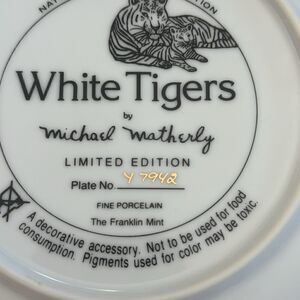 White Tigers
by
Michael Matherly
LIMITED EDITION
Plate No. Y 7942
FINE PORCELAIN
The Franklin Mint
A decorative accessory. Not to be used for food
consumption. Pigments used for color may be toxic.